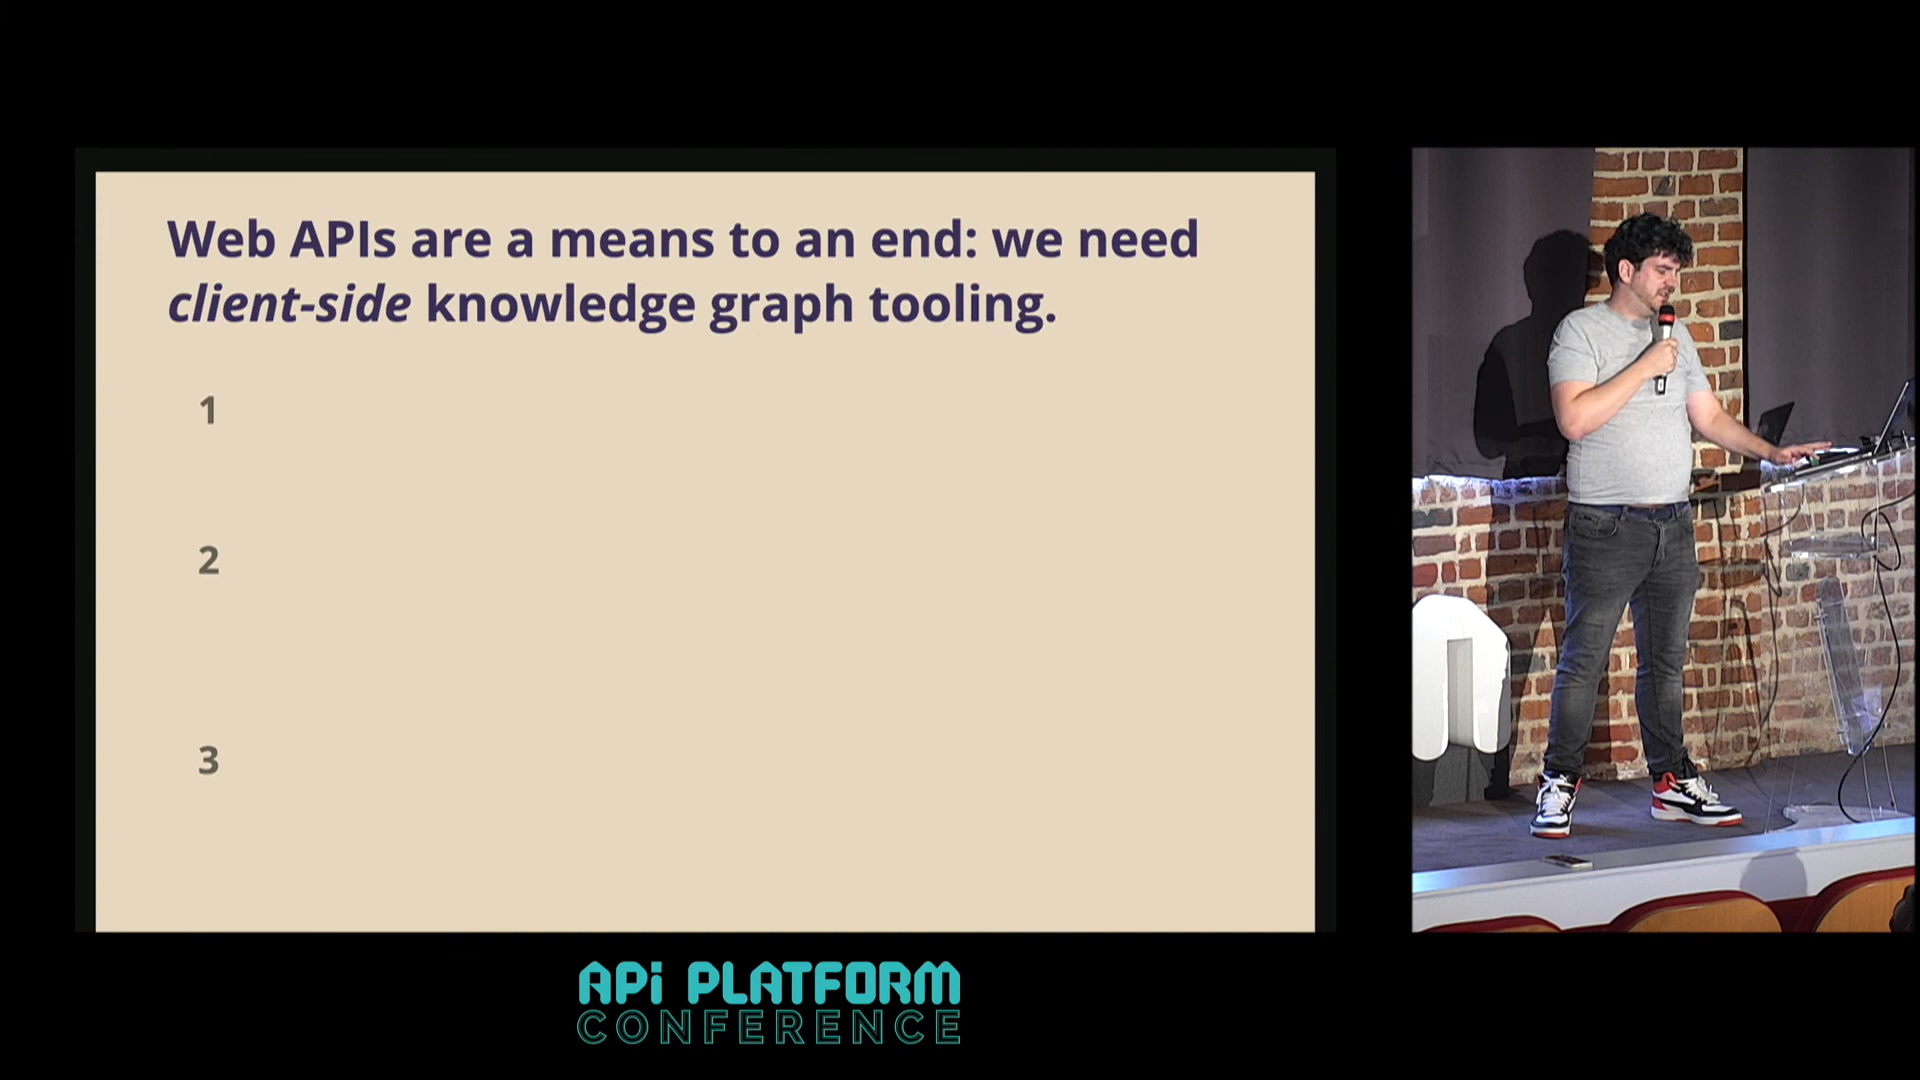 Web APIs are a means to an end: we need
client-side knowledge graph tooling.
1
2
3
API PLATFORM
CONFERENCE